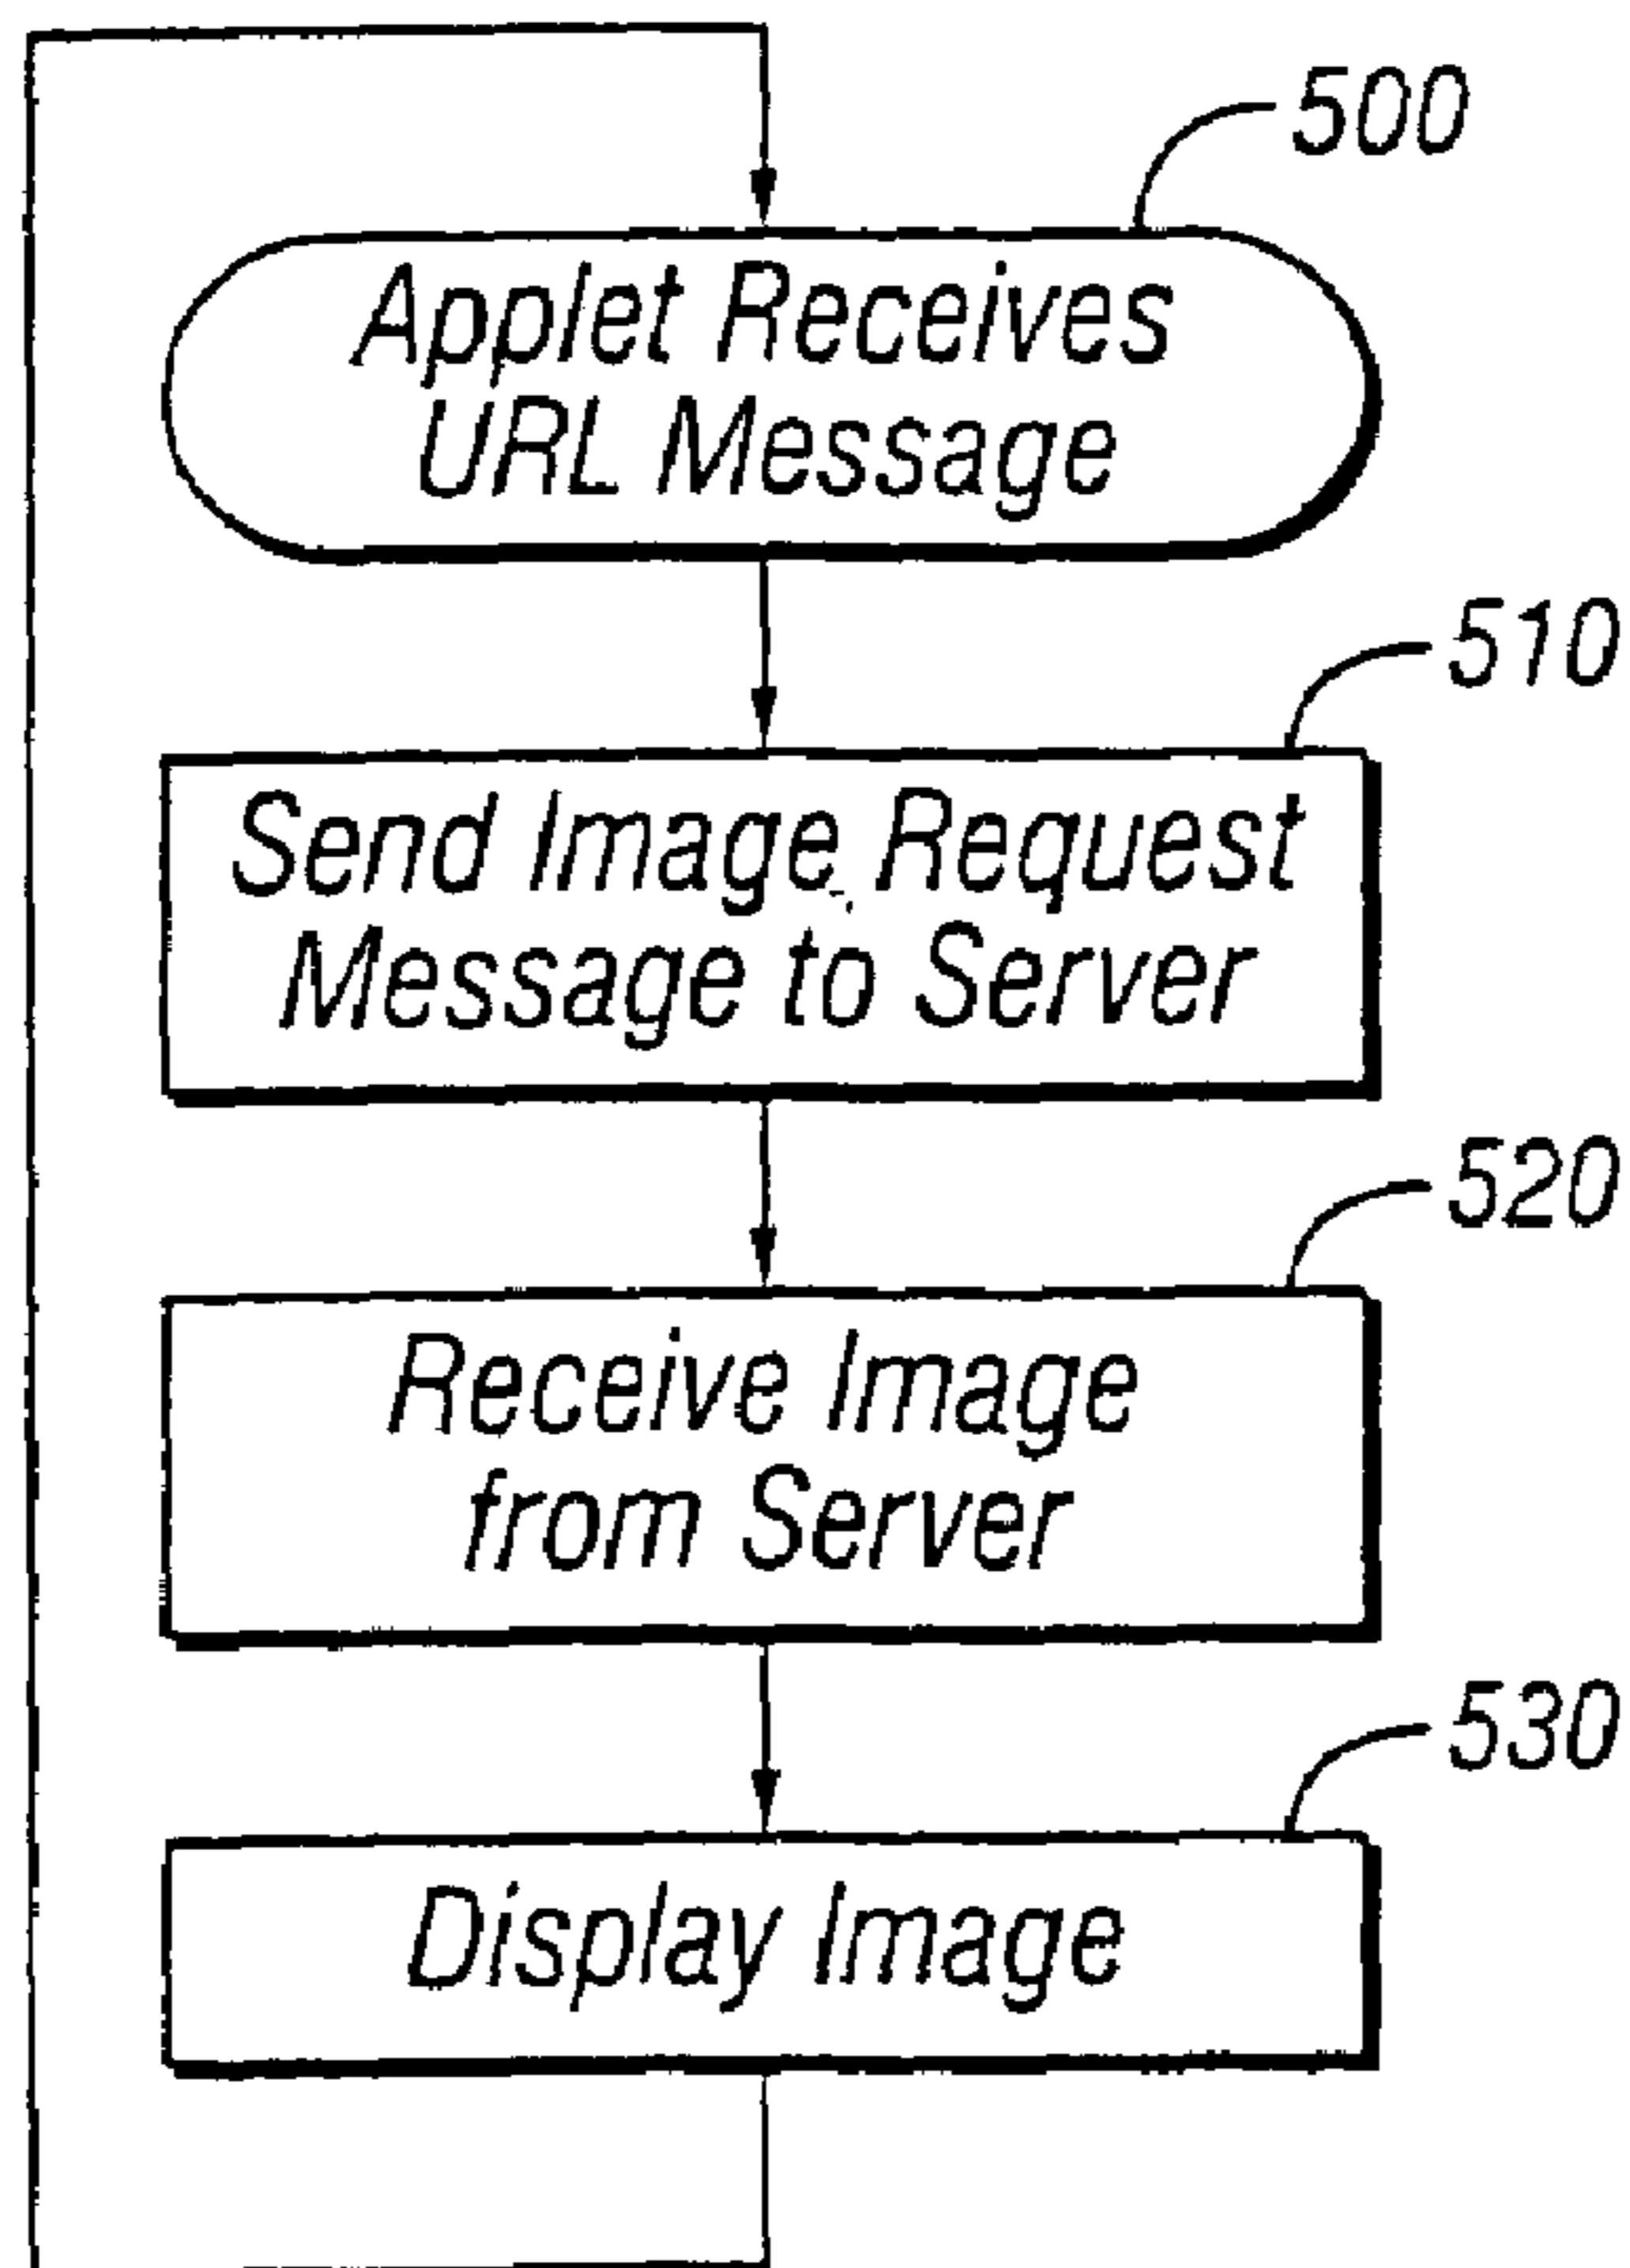 500
Applet Receives
URL Message
510
Send Image Request
Message to Server
520
Receive Image
from Server
530
Display Image